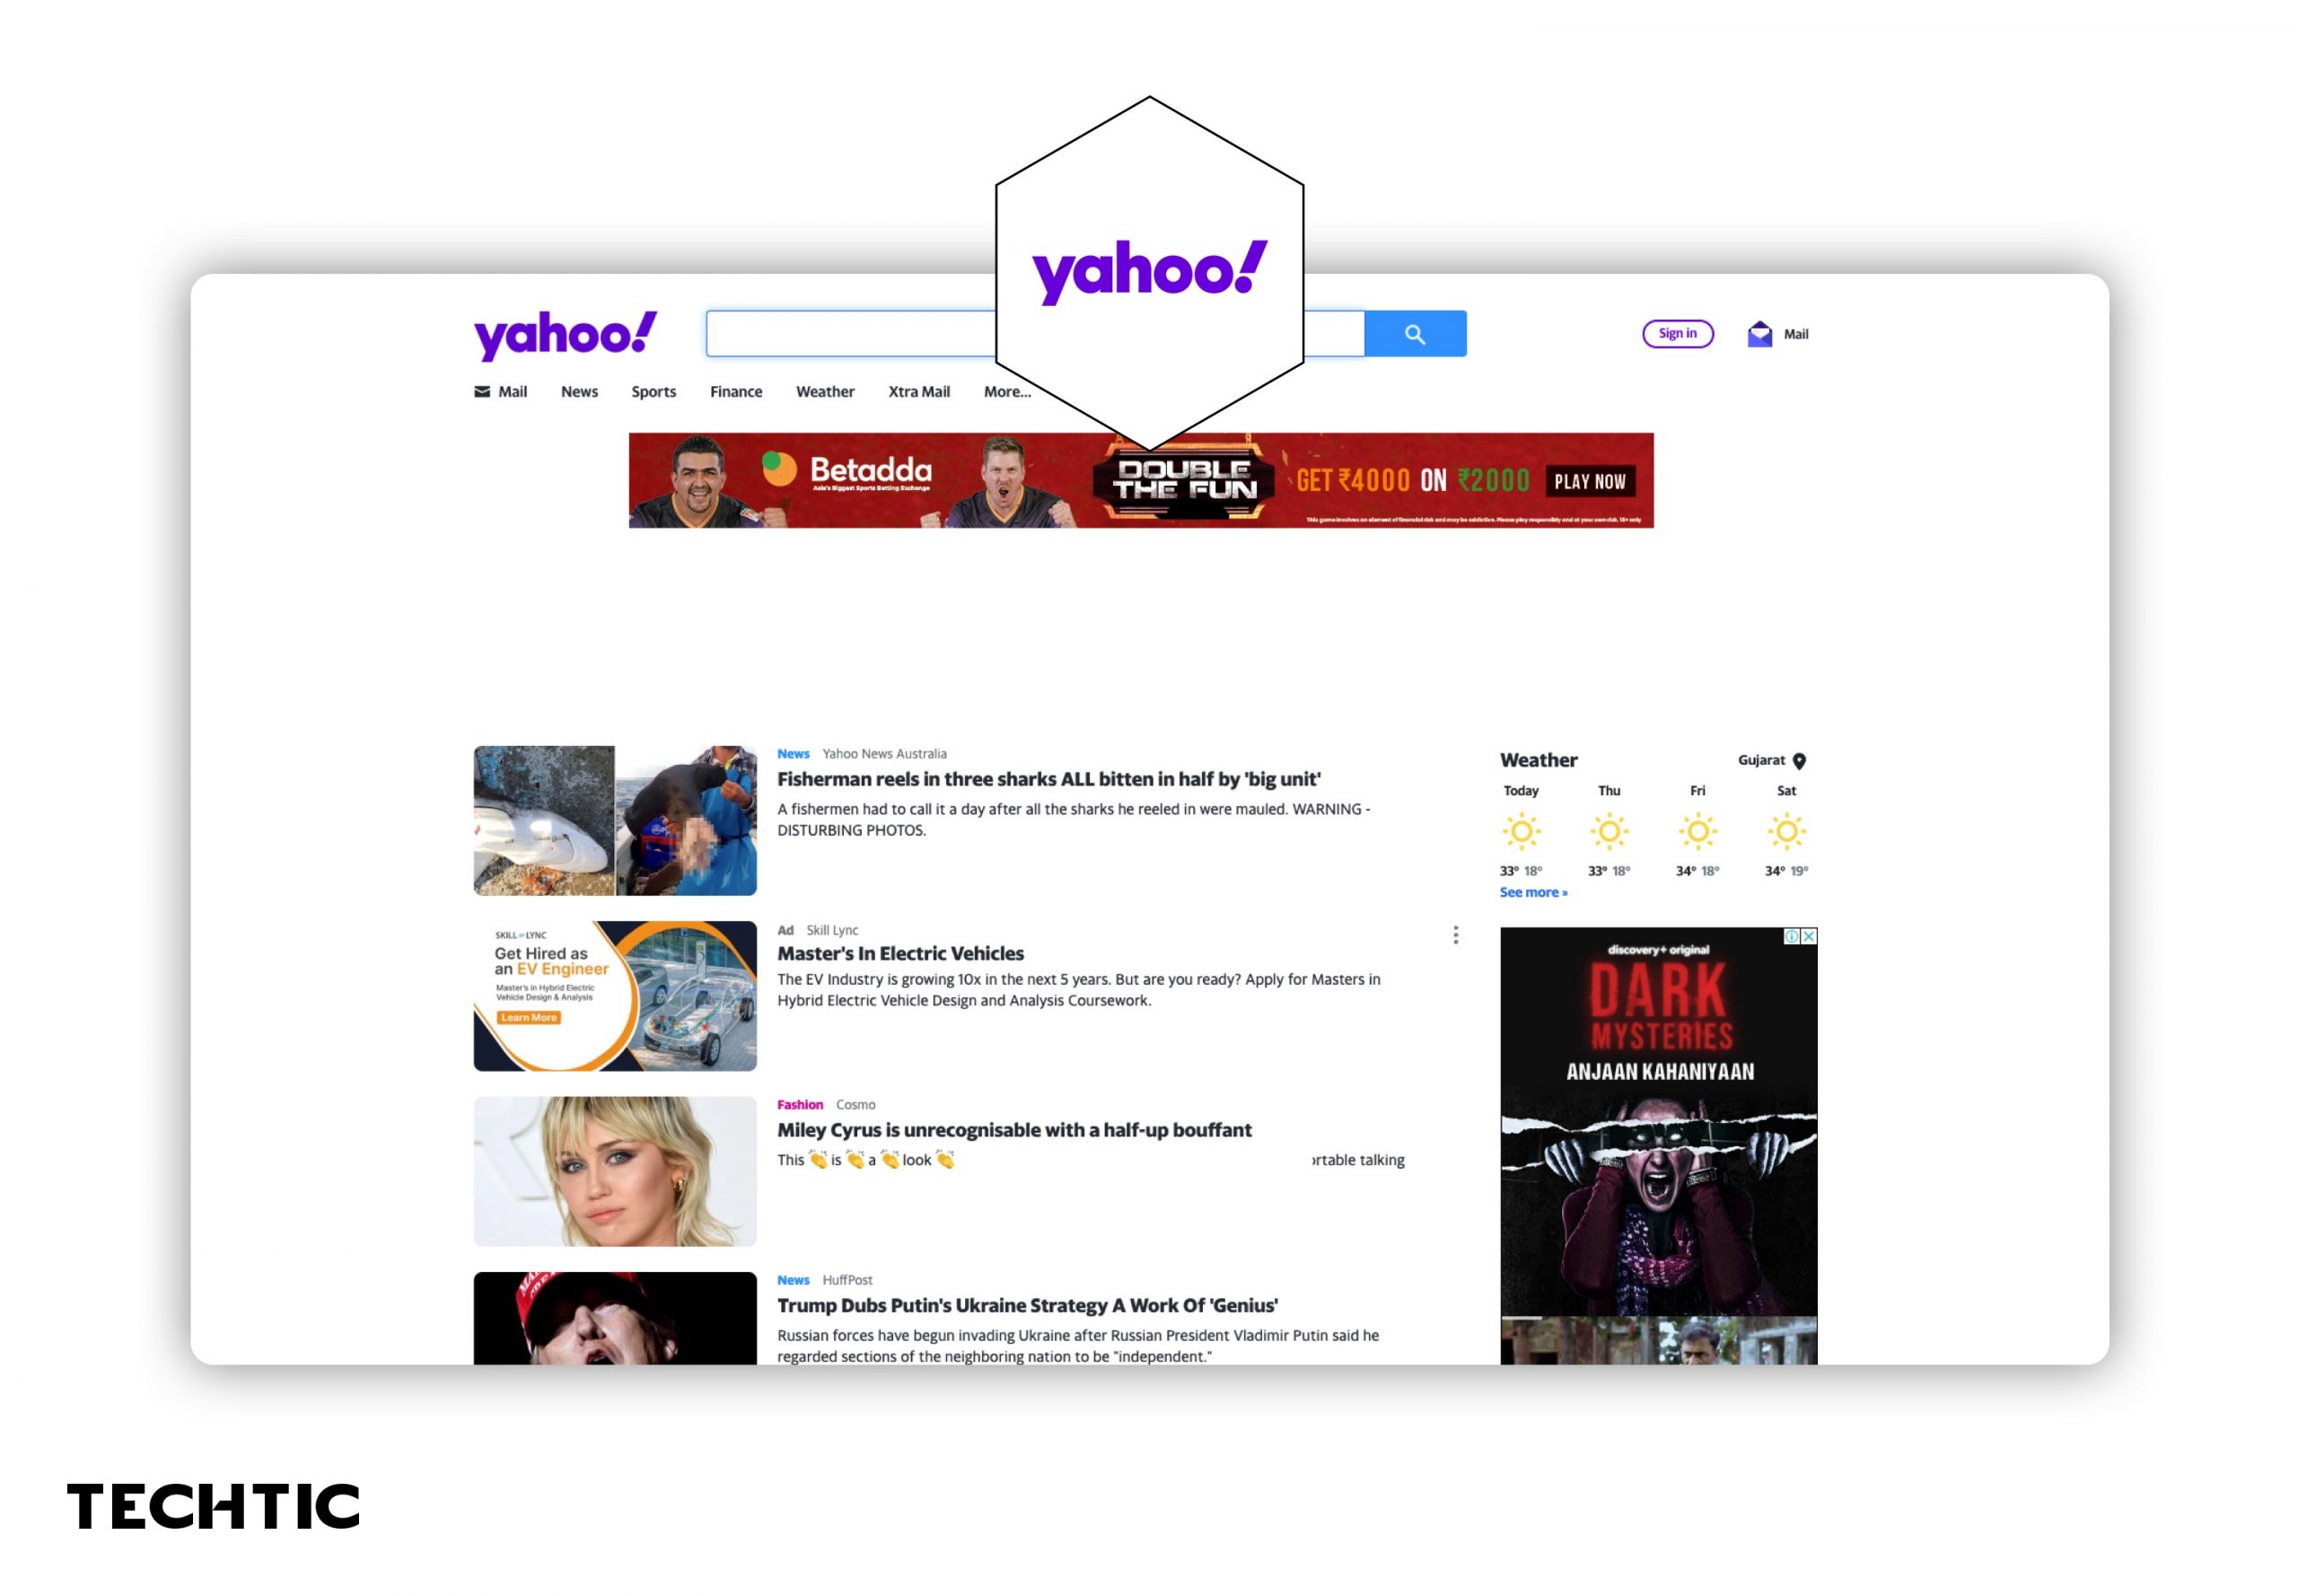 yahoo!
yahoo!
Sign in
Mail
Mail News Sports Finance Weather Xtra Mail More...
Betadda
Asia's Biggest Sports Betting Exchange
DOUBLE
THE FUN
GET ₹4000 ON ₹2000
PLAY NOW
This game involves an element of financial risk and may be addictive. Please play responsibly and at your own risk. 18+ only
News Yahoo News Australia
Fisherman reels in three sharks ALL bitten in half by 'big unit'
A fishermen had to call it a day after all the sharks he reeled in were mauled. WARNING -
DISTURBING PHOTOS.
SKILL LYNC
Get Hired as
an EV Engineer
Master's in Hybrid Electric
Vehicle Design & Analysis
Learn More
Ad Skill Lync
Master's In Electric Vehicles
The EV Industry is growing 10x in the next 5 years. But are you ready? Apply for Masters in
Hybrid Electric Vehicle Design and Analysis Coursework.
Fashion Cosmo
Miley Cyrus is unrecognisable with a half-up bouffant
This 👏 is 👏 a 👏 look 👏
rtable talking
News HuffPost
Trump Dubs Putin's Ukraine Strategy A Work Of 'Genius'
Russian forces have begun invading Ukraine after Russian President Vladimir Putin said he
regarded sections of the neighboring nation to be "independent."
Weather Gujarat
Today Thu Fri Sat
33° 18° 33° 18° 34° 18° 34° 19°
See more »
discovery+ original
DARK
MYSTERIES
ANJAAN KAHANIYAAN
TECHTIC